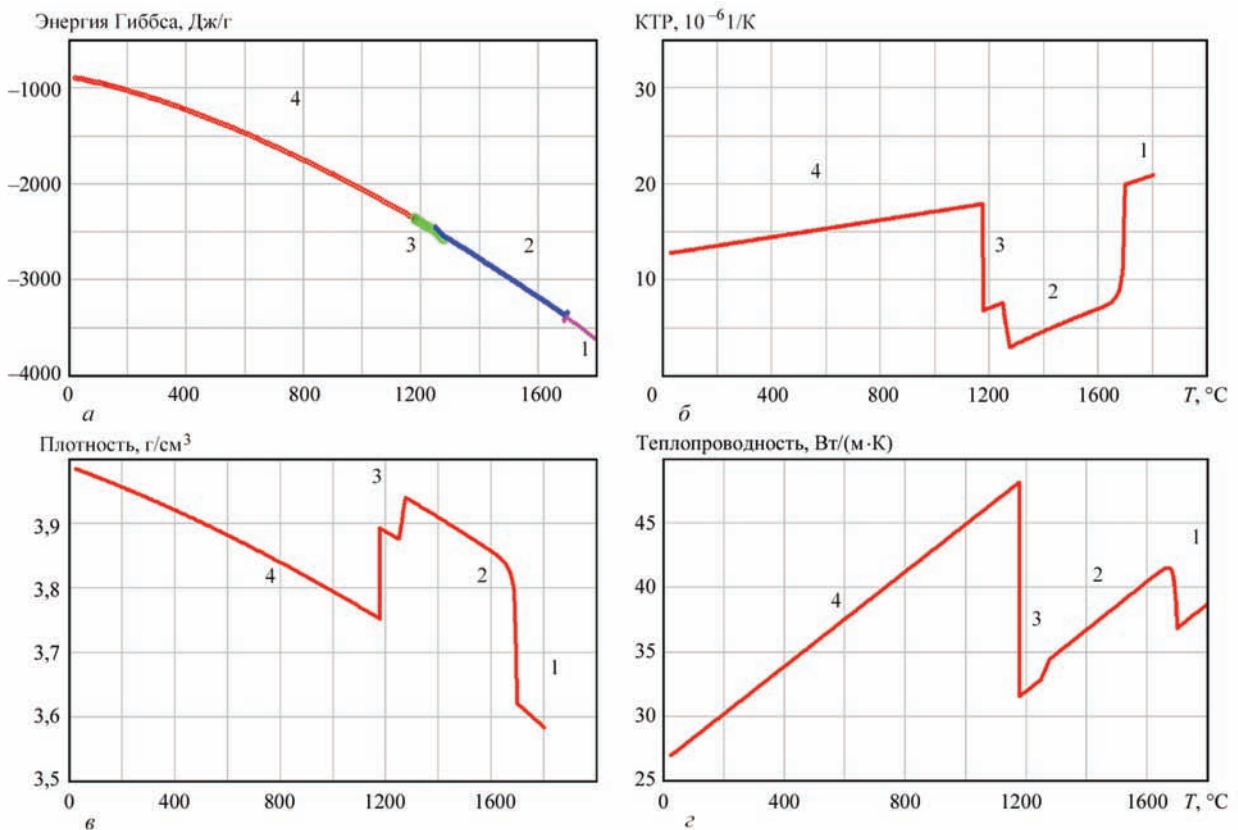 Энергия Гиббса, Дж/г
–1000
–2000
–3000
–4000
4
3
2
1
0 400 800 1200 1600
а
КТР, 10⁻⁶ 1/К
30
20
10
4
3
2
1
0 400 800 1200 1600 T, °C
б
Плотность, г/см³
3,9
3,8
3,7
3,6
3,5
3
4
2
1
0 400 800 1200 1600
в
Теплопроводность, Вт/(м·К)
45
40
35
30
25
1
2
4
3
0 400 800 1200 1600 T, °C
г